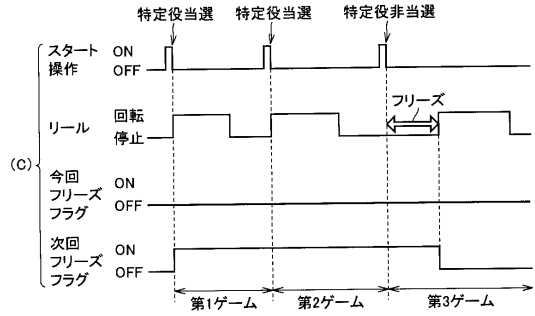 特定役当選 特定役当選 特定役非当選
スタート操作 ON
OFF
フリーズ
リール 回転
停止
(C)
今回フリーズフラグ ON
OFF
次回フリーズフラグ ON
OFF
第1ゲーム 第2ゲーム 第3ゲーム